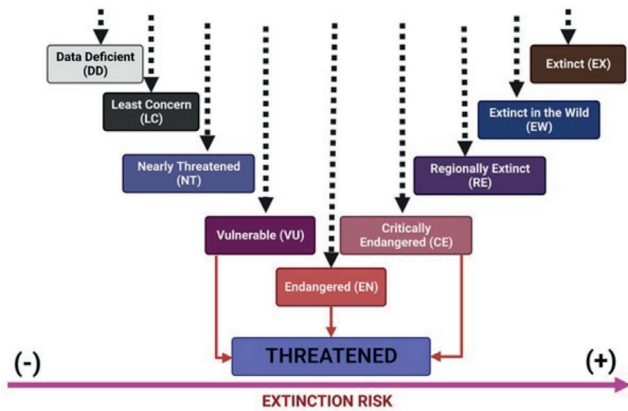 Data Deficient
(DD)
Extinct (EX)
Least Concern
(LC)
Extinct in the Wild
(EW)
Nearly Threatened
(NT)
Regionally Extinct
(RE)
Vulnerable (VU)
Critically
Endangered (CE)
Endangered (EN)
THREATENED
(-)
(+)
EXTINCTION RISK